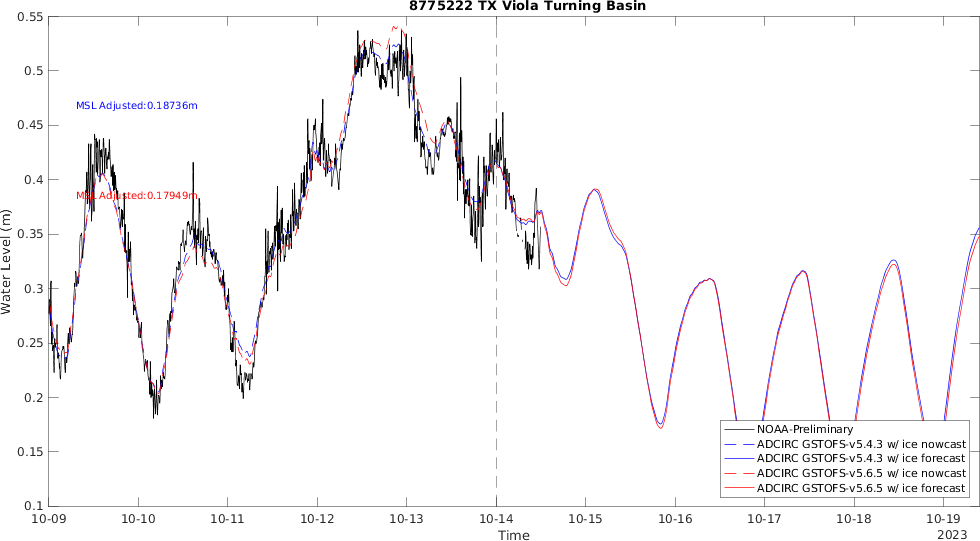 8775222 TX Viola Turning Basin
0.55
0.5
0.45
0.4
0.35
0.3
0.25
0.2
0.15
0.1
Water Level (m)
MSL Adjusted:0.18736m
MSL Adjusted:0.17949m
NOAA-Preliminary
ADCIRC GSTOFS-v5.4.3 w/ ice nowcast
ADCIRC GSTOFS-v5.4.3 w/ ice forecast
ADCIRC GSTOFS-v5.6.5 w/ ice nowcast
ADCIRC GSTOFS-v5.6.5 w/ ice forecast
10-09 10-10 10-11 10-12 10-13 10-14 10-15 10-16 10-17 10-18 10-19
2023
Time